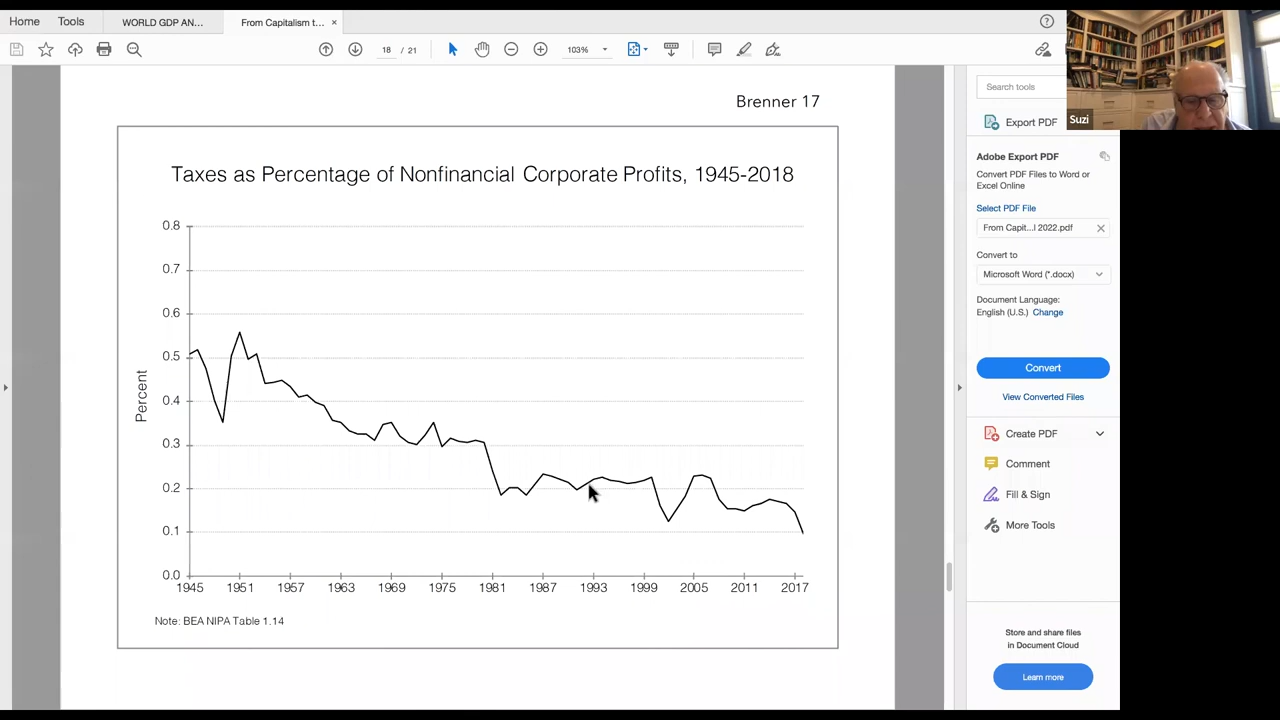 Home Tools WORLD GDP AN... From Capitalism t... ×
18 / 21 103%
Suzi
Search tools
Export PDF
Adobe Export PDF
Convert PDF Files to Word or
Excel Online
Select PDF File
From Capit...l 2022.pdf
Convert to
Microsoft Word (*.docx)
Document Language:
English (U.S.) Change
Convert
View Converted Files
Create PDF
Comment
Fill & Sign
More Tools
Store and share files
in Document Cloud
Learn more
Brenner 17
Taxes as Percentage of Nonfinancial Corporate Profits, 1945-2018
Percent
0.8
0.7
0.6
0.5
0.4
0.3
0.2
0.1
0.0
1945 1951 1957 1963 1969 1975 1981 1987 1993 1999 2005 2011 2017
Note: BEA NIPA Table 1.14